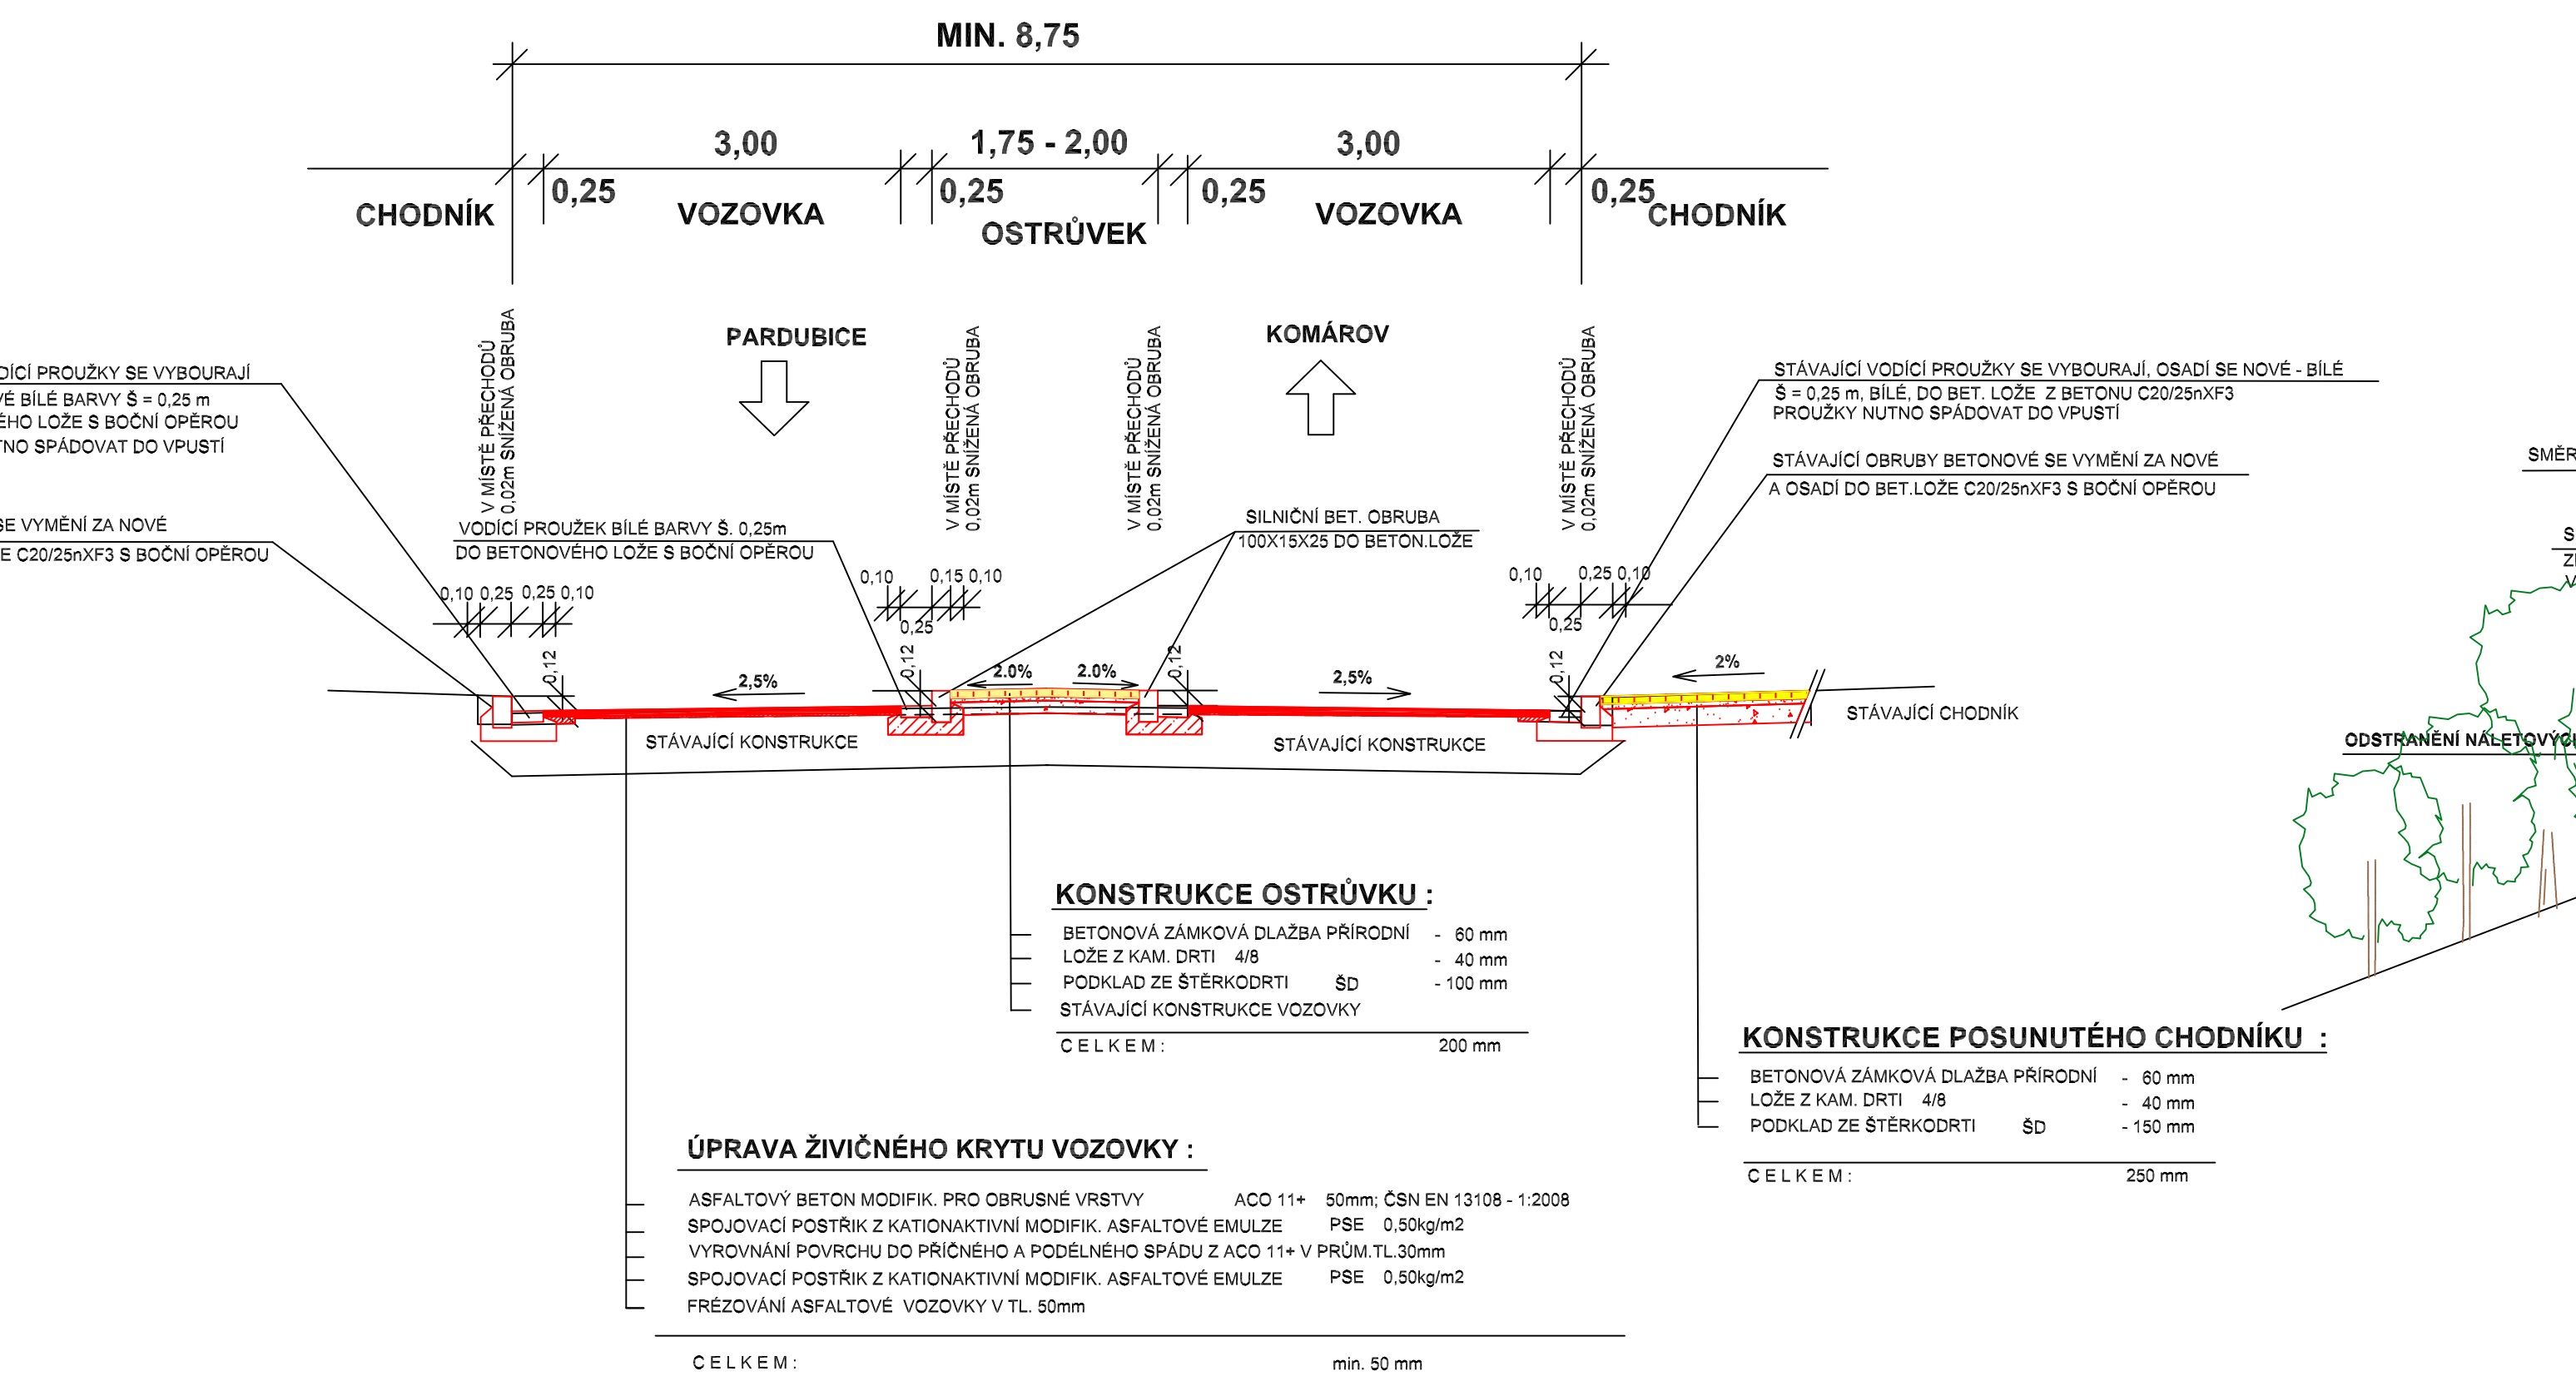 MIN. 8,75
3,00
1,75 - 2,00
3,00
0,25
0,25
0,25
0,25
CHODNÍK
VOZOVKA
OSTRŮVEK
VOZOVKA
CHODNÍK
V MÍSTĚ PŘECHODŮ
0,02m SNÍŽENÁ OBRUBA
PARDUBICE
V MÍSTĚ PŘECHODŮ
0,02m SNÍŽENÁ OBRUBA
V MÍSTĚ PŘECHODŮ
0,02m SNÍŽENÁ OBRUBA
KOMÁROV
V MÍSTĚ PŘECHODŮ
0,02m SNÍŽENÁ OBRUBA
DÍCÍ PROUŽKY SE VYBOURAJÍ
VÉ BÍLÉ BARVY Š = 0,25 m
ÉHO LOŽE S BOČNÍ OPĚROU
TNO SPÁDOVAT DO VPUSTÍ
SE VYMĚNÍ ZA NOVÉ
E C20/25nXF3 S BOČNÍ OPĚROU
VODÍCÍ PROUŽEK BÍLÉ BARVY Š. 0,25m
DO BETONOVÉHO LOŽE S BOČNÍ OPĚROU
SILNIČNÍ BET. OBRUBA
100X15X25 DO BETON.LOŽE
STÁVAJÍCÍ VODÍCÍ PROUŽKY SE VYBOURAJÍ, OSADÍ SE NOVÉ - BÍLÉ
Š = 0,25 m, BÍLÉ, DO BET. LOŽE Z BETONU C20/25nXF3
PROUŽKY NUTNO SPÁDOVAT DO VPUSTÍ
STÁVAJÍCÍ OBRUBY BETONOVÉ SE VYMĚNÍ ZA NOVÉ
A OSADÍ DO BET.LOŽE C20/25nXF3 S BOČNÍ OPĚROU
SMĚR
S
ZI
V
0,10 0,25 0,25 0,10
0,12
0,10 0,15 0,10
0,25
0,12
0,12
0,10 0,25 0,10
0,25
0,12
2,5%
2.0%
2.0%
2,5%
2%
STÁVAJÍCÍ KONSTRUKCE
STÁVAJÍCÍ KONSTRUKCE
STÁVAJÍCÍ CHODNÍK
ODSTRANĚNÍ NÁLETOVÝCH
KONSTRUKCE OSTRŮVKU :
BETONOVÁ ZÁMKOVÁ DLAŽBA PŘÍRODNÍ - 60 mm
LOŽE Z KAM. DRTI 4/8 - 40 mm
PODKLAD ZE ŠTĚRKODRTI ŠD - 100 mm
STÁVAJÍCÍ KONSTRUKCE VOZOVKY
C E L K E M : 200 mm
KONSTRUKCE POSUNUTÉHO CHODNÍKU :
BETONOVÁ ZÁMKOVÁ DLAŽBA PŘÍRODNÍ - 60 mm
LOŽE Z KAM. DRTI 4/8 - 40 mm
PODKLAD ZE ŠTĚRKODRTI ŠD - 150 mm
C E L K E M : 250 mm
ÚPRAVA ŽIVIČNÉHO KRYTU VOZOVKY :
ASFALTOVÝ BETON MODIFIK. PRO OBRUSNÉ VRSTVY ACO 11+ 50mm; ČSN EN 13108 - 1:2008
SPOJOVACÍ POSTŘIK Z KATIONAKTIVNÍ MODIFIK. ASFALTOVÉ EMULZE PSE 0,50kg/m2
VYROVNÁNÍ POVRCHU DO PŘÍČNÉHO A PODÉLNÉHO SPÁDU Z ACO 11+ V PRŮM.TL.30mm
SPOJOVACÍ POSTŘIK Z KATIONAKTIVNÍ MODIFIK. ASFALTOVÉ EMULZE PSE 0,50kg/m2
FRÉZOVÁNÍ ASFALTOVÉ VOZOVKY V TL. 50mm
C E L K E M : min. 50 mm